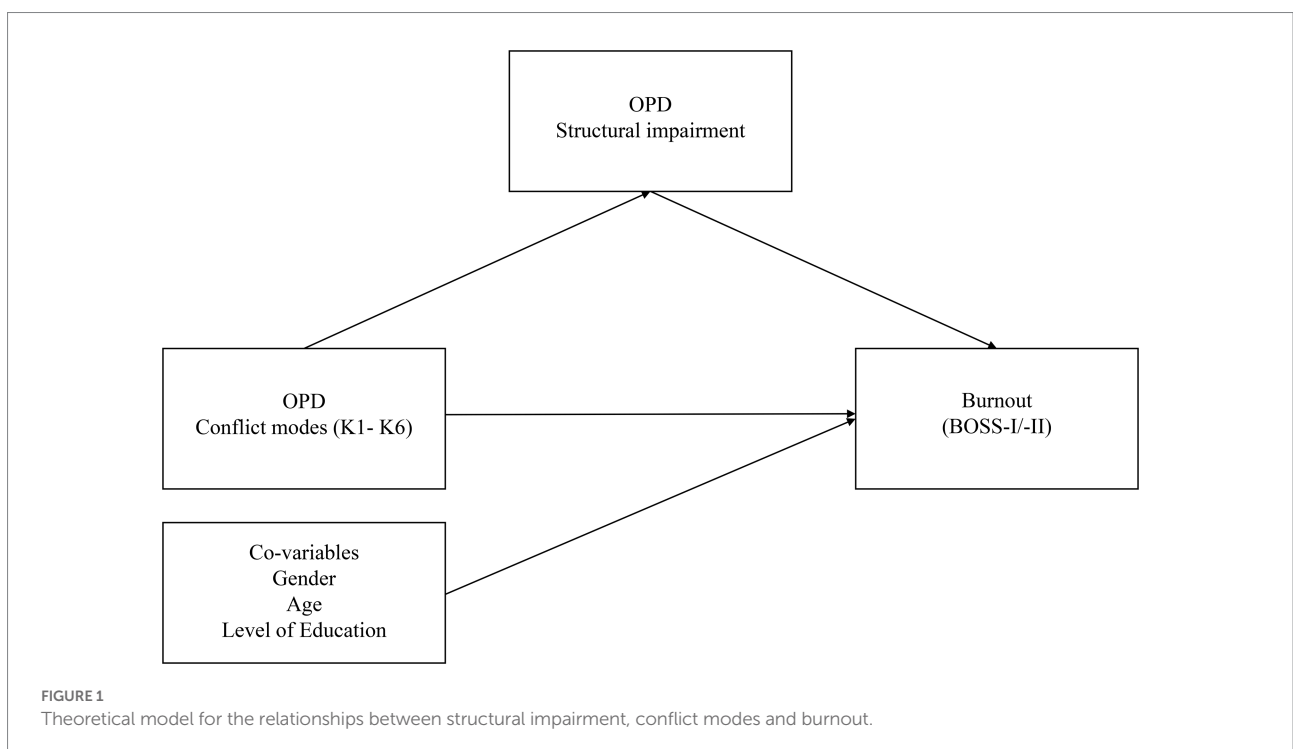 OPD
Structural impairment
OPD
Conflict modes (K1- K6)
Burnout
(BOSS-I/-II)
Co-variables
Gender
Age
Level of Education
FIGURE 1
Theoretical model for the relationships between structural impairment, conflict modes and burnout.